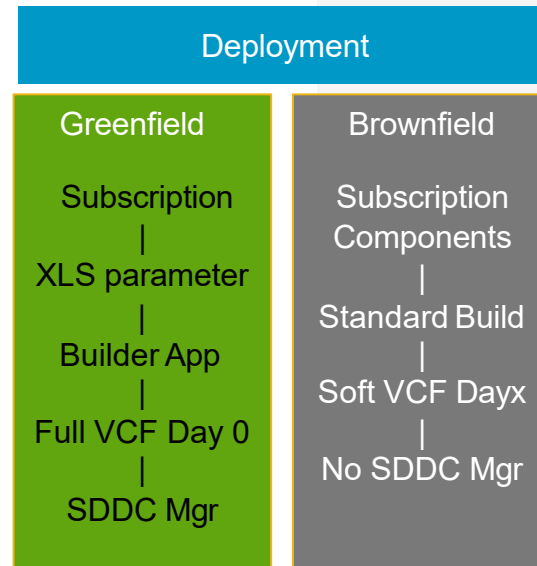 Deployment
Greenfield
Subscription
|
XLS parameter
|
Builder App
|
Full VCF Day 0
|
SDDC Mgr
Brownfield
Subscription
Components
|
Standard Build
|
Soft VCF Dayx
|
No SDDC Mgr